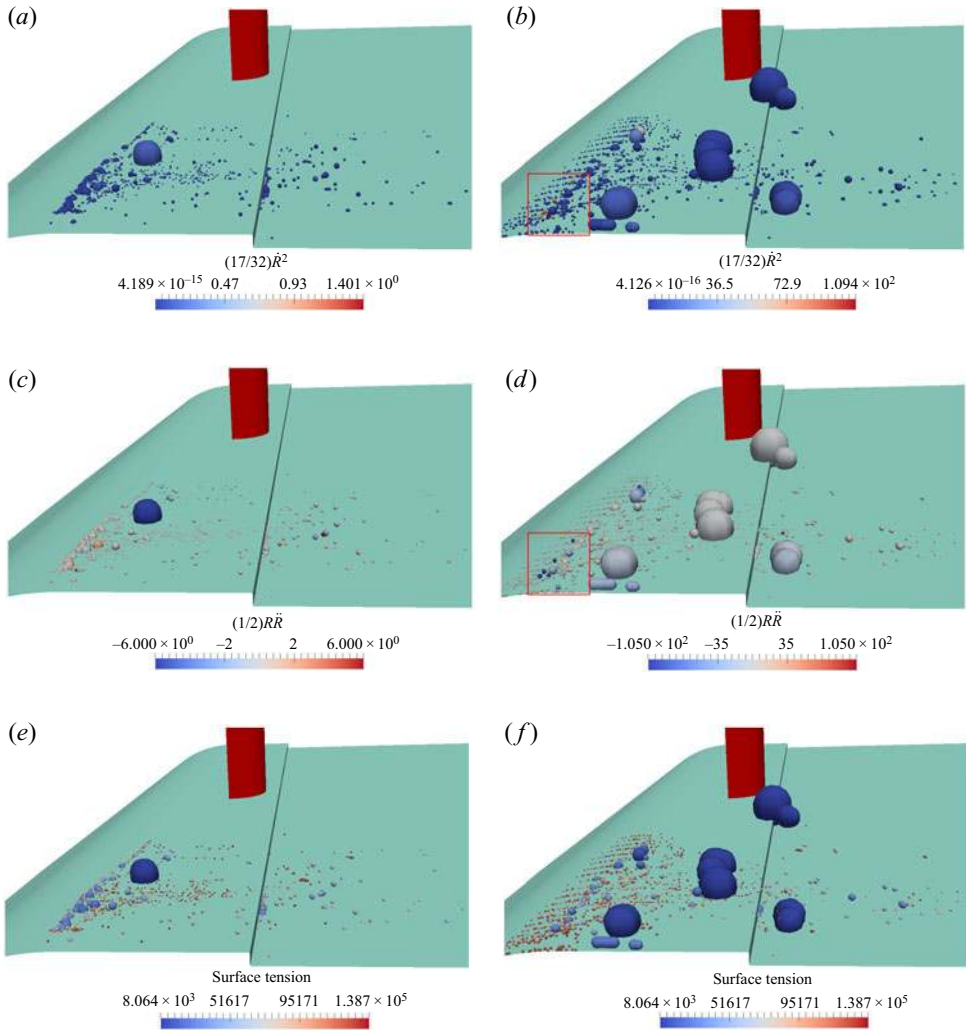 (a) (b)
(17/32)Ṙ² (17/32)Ṙ²
4.189 × 10⁻¹⁵ 0.47 0.93 1.401 × 10⁰ 4.126 × 10⁻¹⁶ 36.5 72.9 1.094 × 10²
(c) (d)
(1/2)RR̈ (1/2)RR̈
–6.000 × 10⁰ –2 2 6.000 × 10⁰ –1.050 × 10² –35 35 1.050 × 10²
(e) (f)
Surface tension Surface tension
8.064 × 10³ 51617 95171 1.387 × 10⁵ 8.064 × 10³ 51617 95171 1.387 × 10⁵